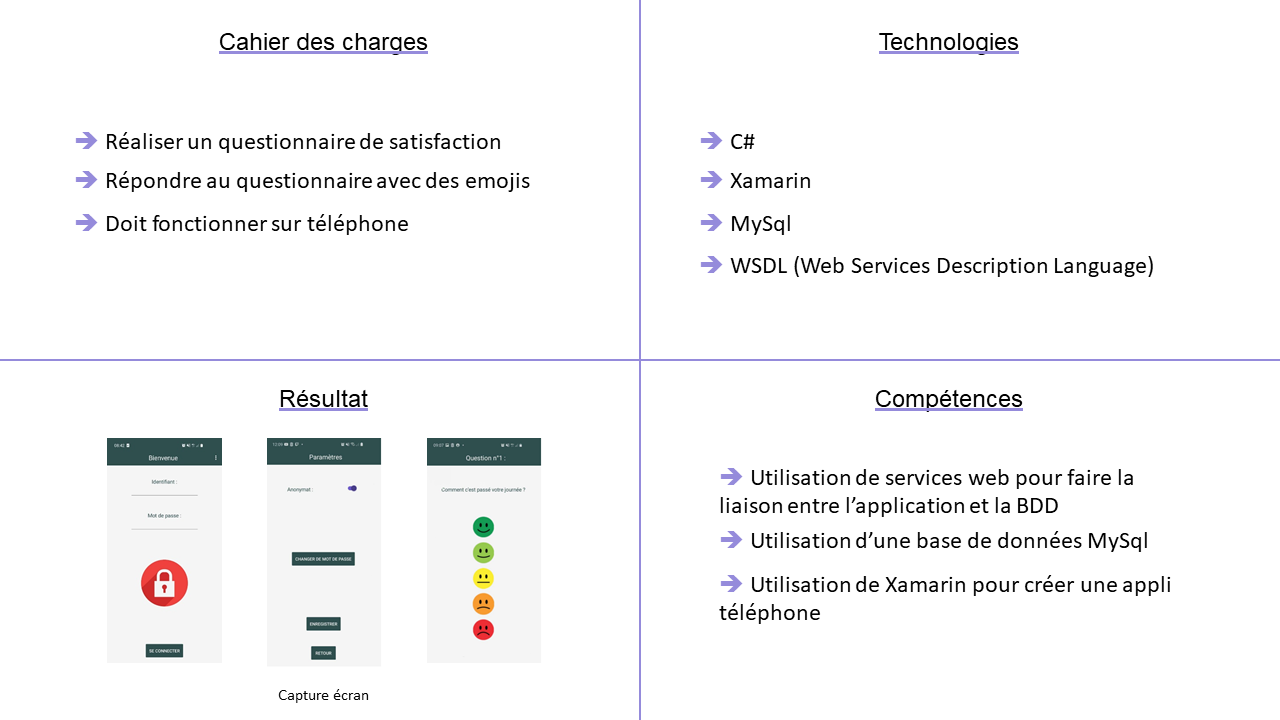 Cahier des charges
Réaliser un questionnaire de satisfaction
Répondre au questionnaire avec des emojis
Doit fonctionner sur téléphone
Technologies
C#
Xamarin
MySql
WSDL (Web Services Description Language)
Résultat
Bienvenue
Identifiant :
Mot de passe :
SE CONNECTER
Paramètres
Anonymat :
CHANGER DE MOT DE PASSE
ENREGISTRER
RETOUR
Question n°1 :
Comment c'est passé votre journée ?
Capture écran
Compétences
Utilisation de services web pour faire la
liaison entre l’application et la BDD
Utilisation d’une base de données MySql
Utilisation de Xamarin pour créer une appli
téléphone